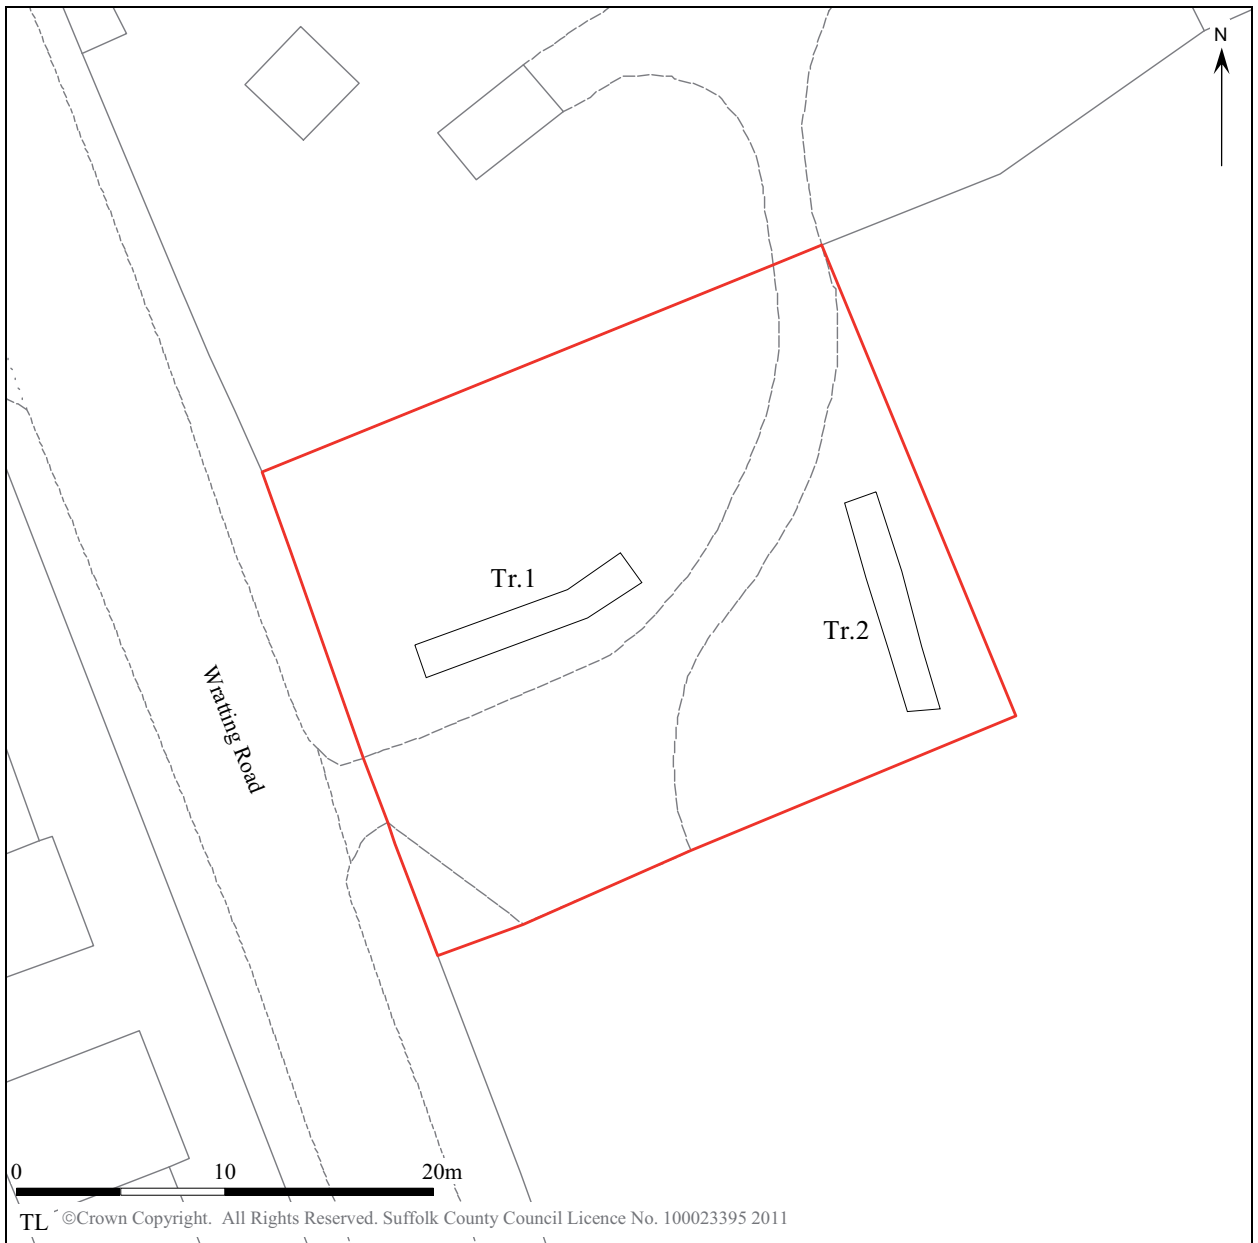 N
Tr.1
Tr.2
Wratting Road
0 10 20m
TL ©Crown Copyright. All Rights Reserved. Suffolk County Council Licence No. 100023395 2011